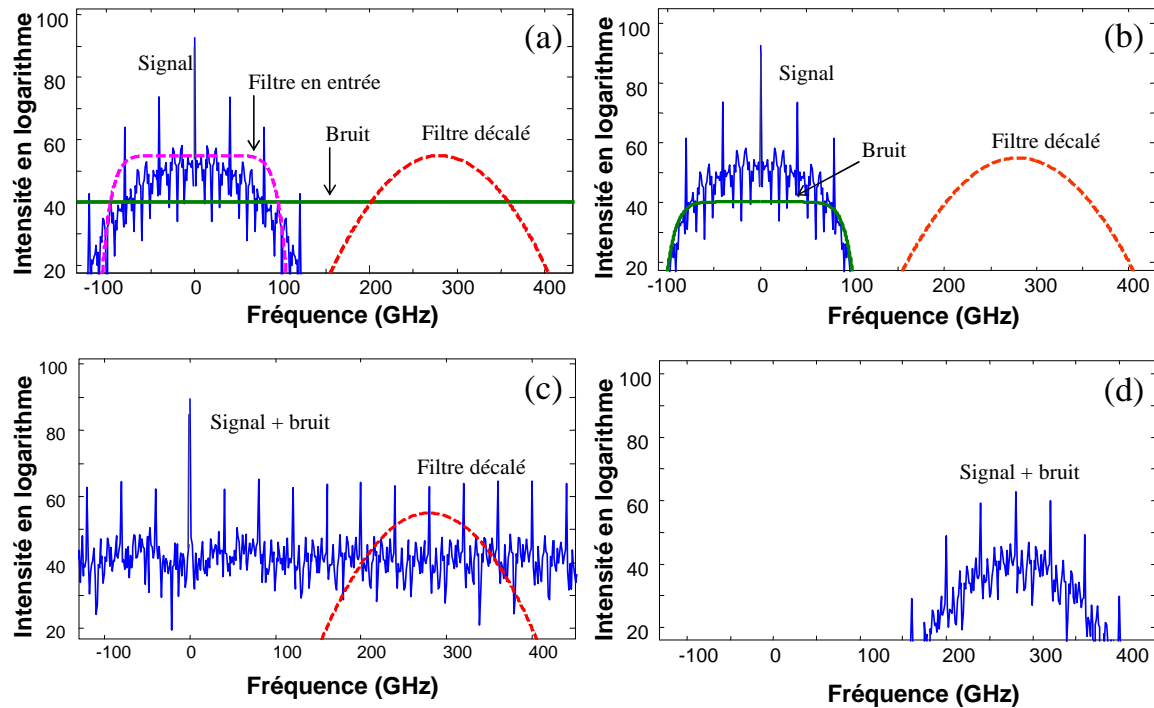 (a)
Intensité en logarithme
100
80
60
40
20
Signal
Filtre en entrée
Bruit
Filtre décalé
-100 0 100 200 300 400
Fréquence (GHz)
(b)
Intensité en logarithme
100
80
60
40
20
Signal
Bruit
Filtre décalé
-100 0 100 200 300 400
Fréquence (GHz)
(c)
Intensité en logarithme
100
80
60
40
20
Signal + bruit
Filtre décalé
-100 0 100 200 300 400
Fréquence (GHz)
(d)
Intensité en logarithme
100
80
60
40
20
Signal + bruit
-100 0 100 200 300 400
Fréquence (GHz)